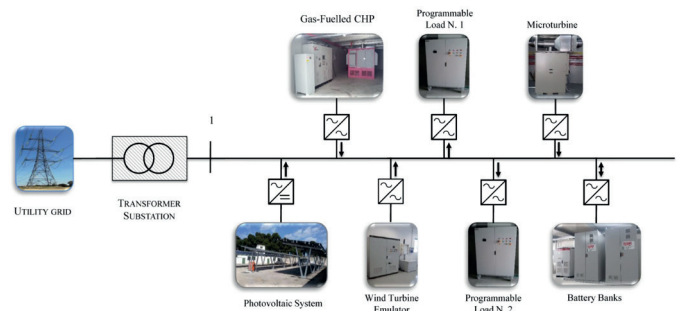 Gas-Fuelled CHP
Programmable
Load N. 1
Microturbine
1
UTILITY GRID
TRANSFORMER
SUBSTATION
Photovoltaic System
Wind Turbine
Emulator
Programmable
Load N. 2
Battery Banks